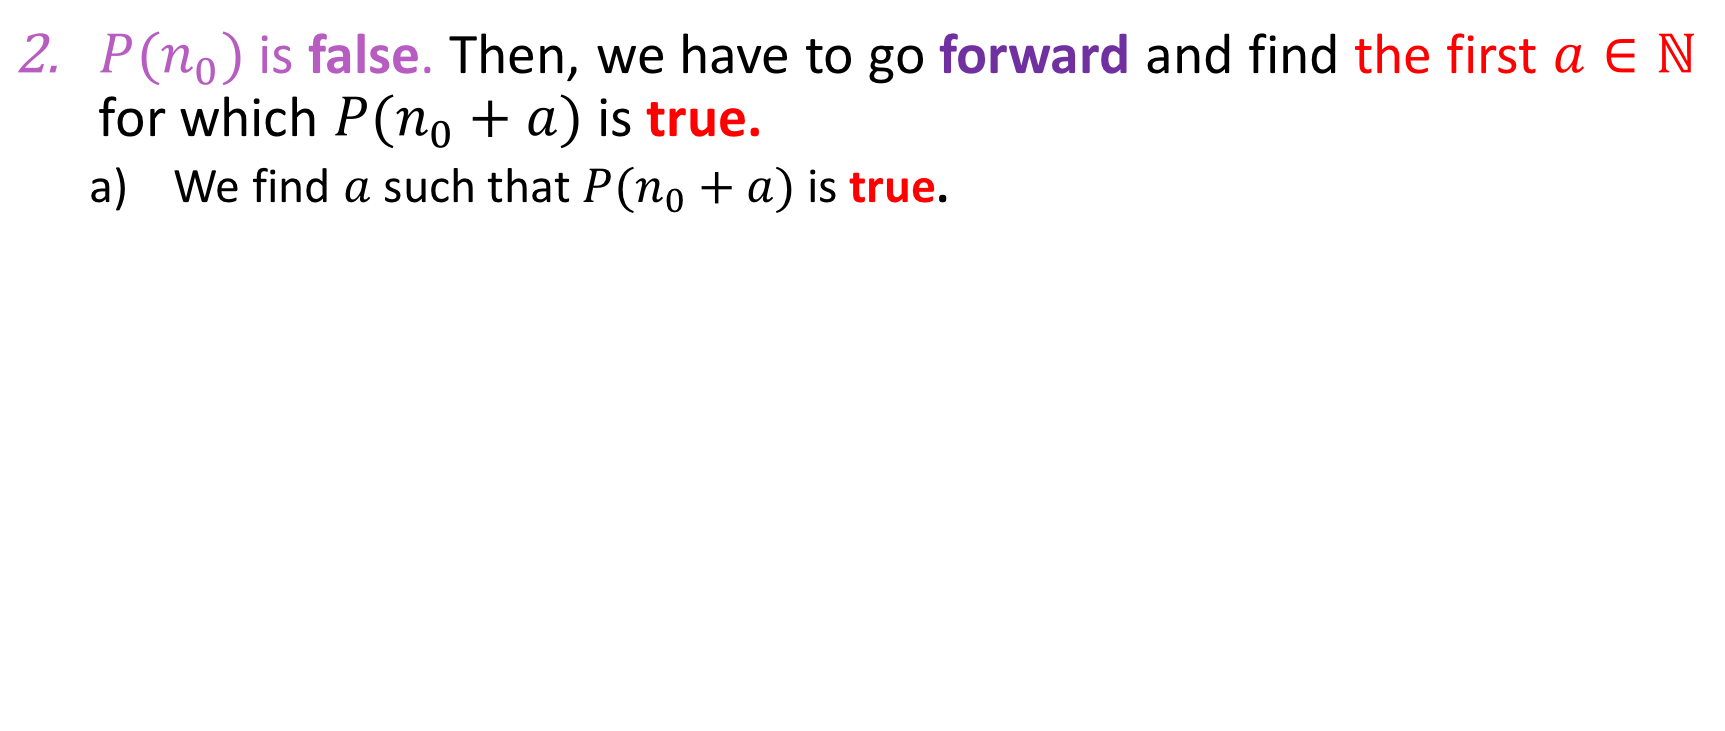 2. P(n₀) is false. Then, we have to go forward and find the first a ∈ ℕ
for which P(n₀ + a) is true.
a) We find a such that P(n₀ + a) is true.